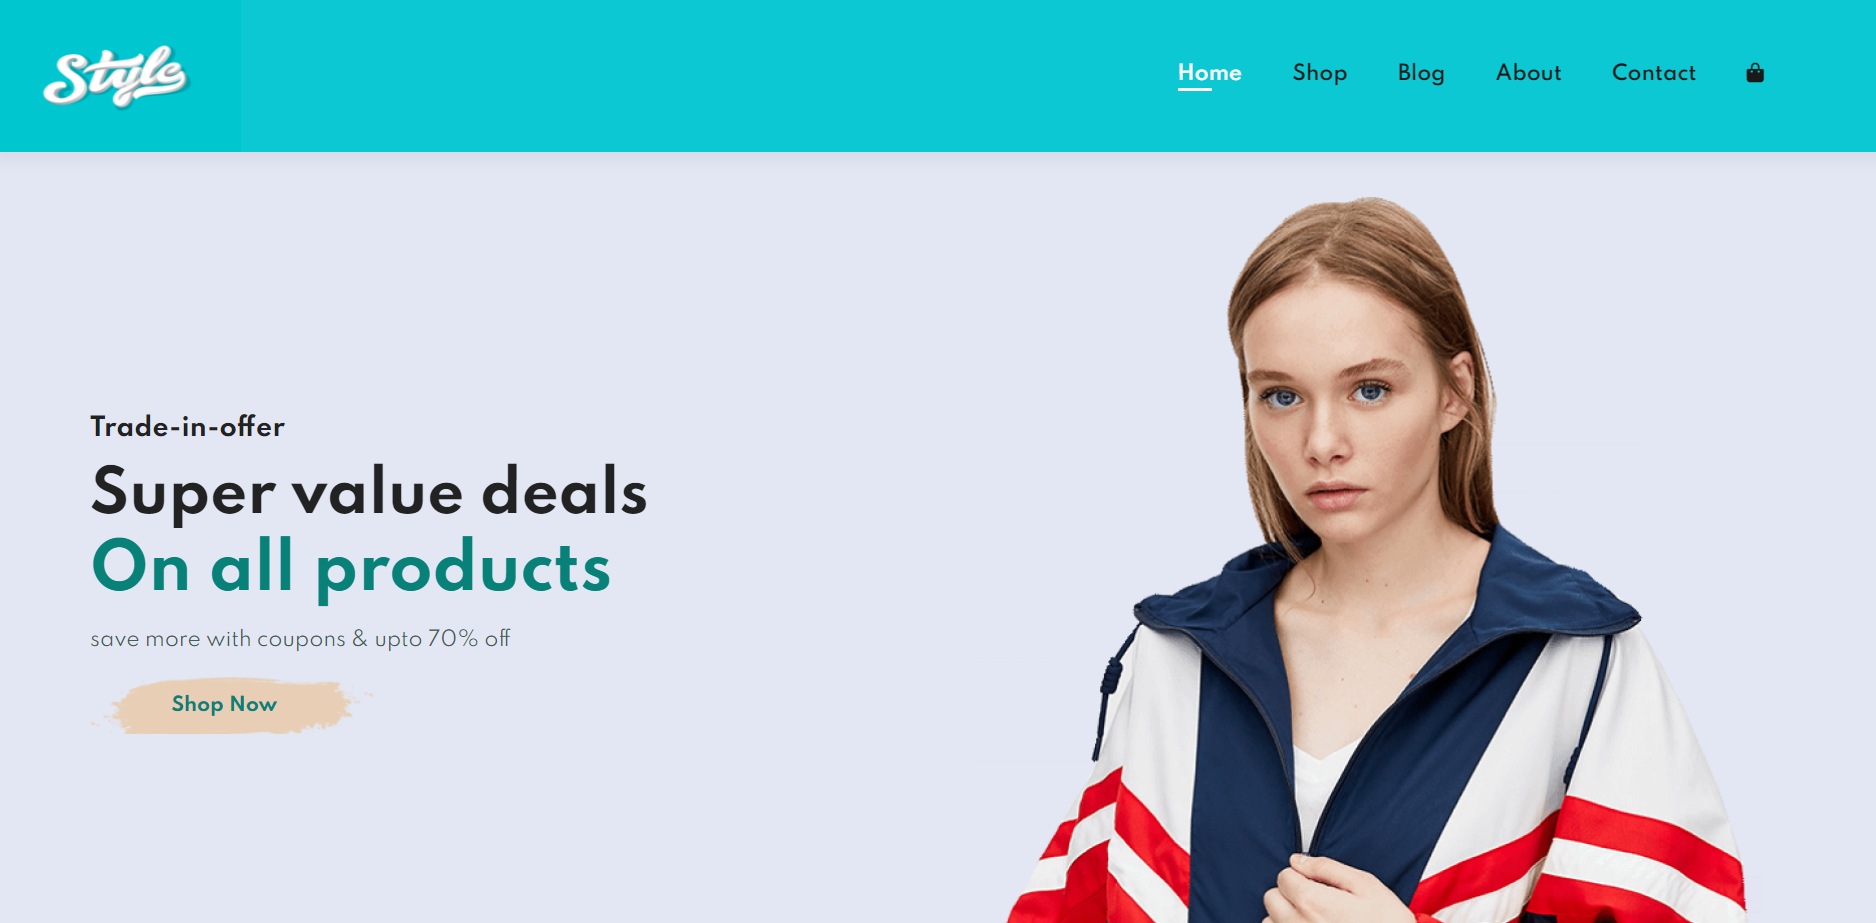 Style
Home Shop Blog About Contact
Trade-in-offer
Super value deals
On all products
save more with coupons & upto 70% off
Shop Now